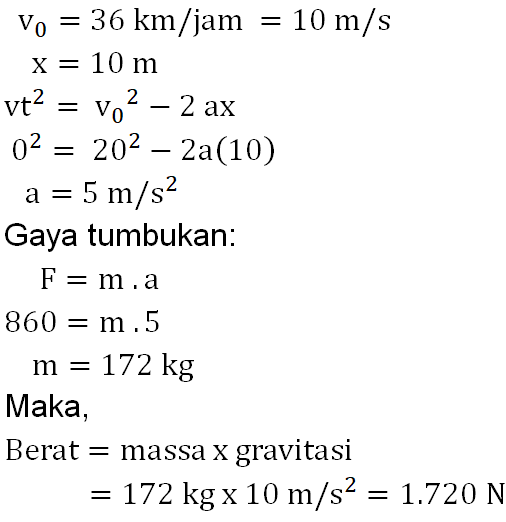 v₀ = 36 km/jam = 10 m/s
x = 10 m
vt² = v₀² − 2 ax
0² = 20² − 2a(10)
a = 5 m/s²
Gaya tumbukan:
F = m . a
860 = m . 5
m = 172 kg
Maka,
Berat = massa x gravitasi
= 172 kg x 10 m/s² = 1.720 N